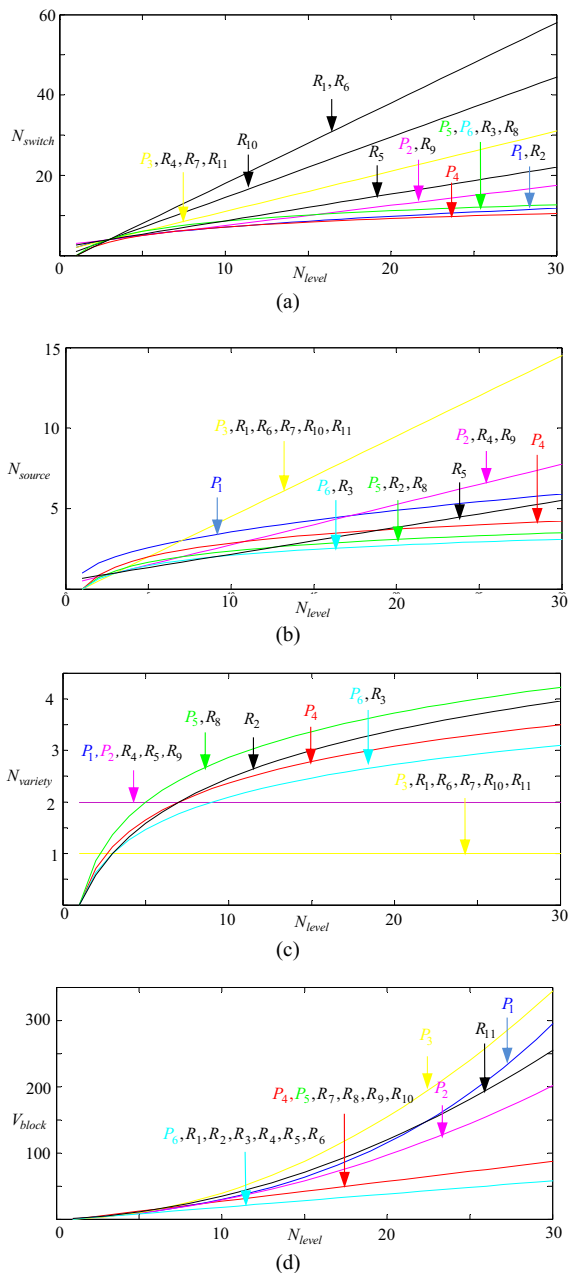 60
R1,R6
Nswitch
40
R10
P5,P6,R3,R8
P2,R9
P3,R4,R7,R11
R5
P1,R2
P4
20
10
20
30
Nlevel
(a)
15
P3,R1,R6,R7,R10,R11
P2,R4,R9
P4
10
Nsource
P1
P6,R3
P5,R2,R8
R5
5
10
20
30
Nlevel
(b)
4
P5,R8
R2
P4
P6,R3
3
P1,P2,R4,R5,R9
Nvariety
P3,R1,R6,R7,R10,R11
2
1
0
10
20
30
Nlevel
(c)
300
P1
R11
P3
200
P4,P5,R7,R8,R9,R10
P2
Vblock
P6,R1,R2,R3,R4,R5,R6
100
0
10
20
30
Nlevel
(d)